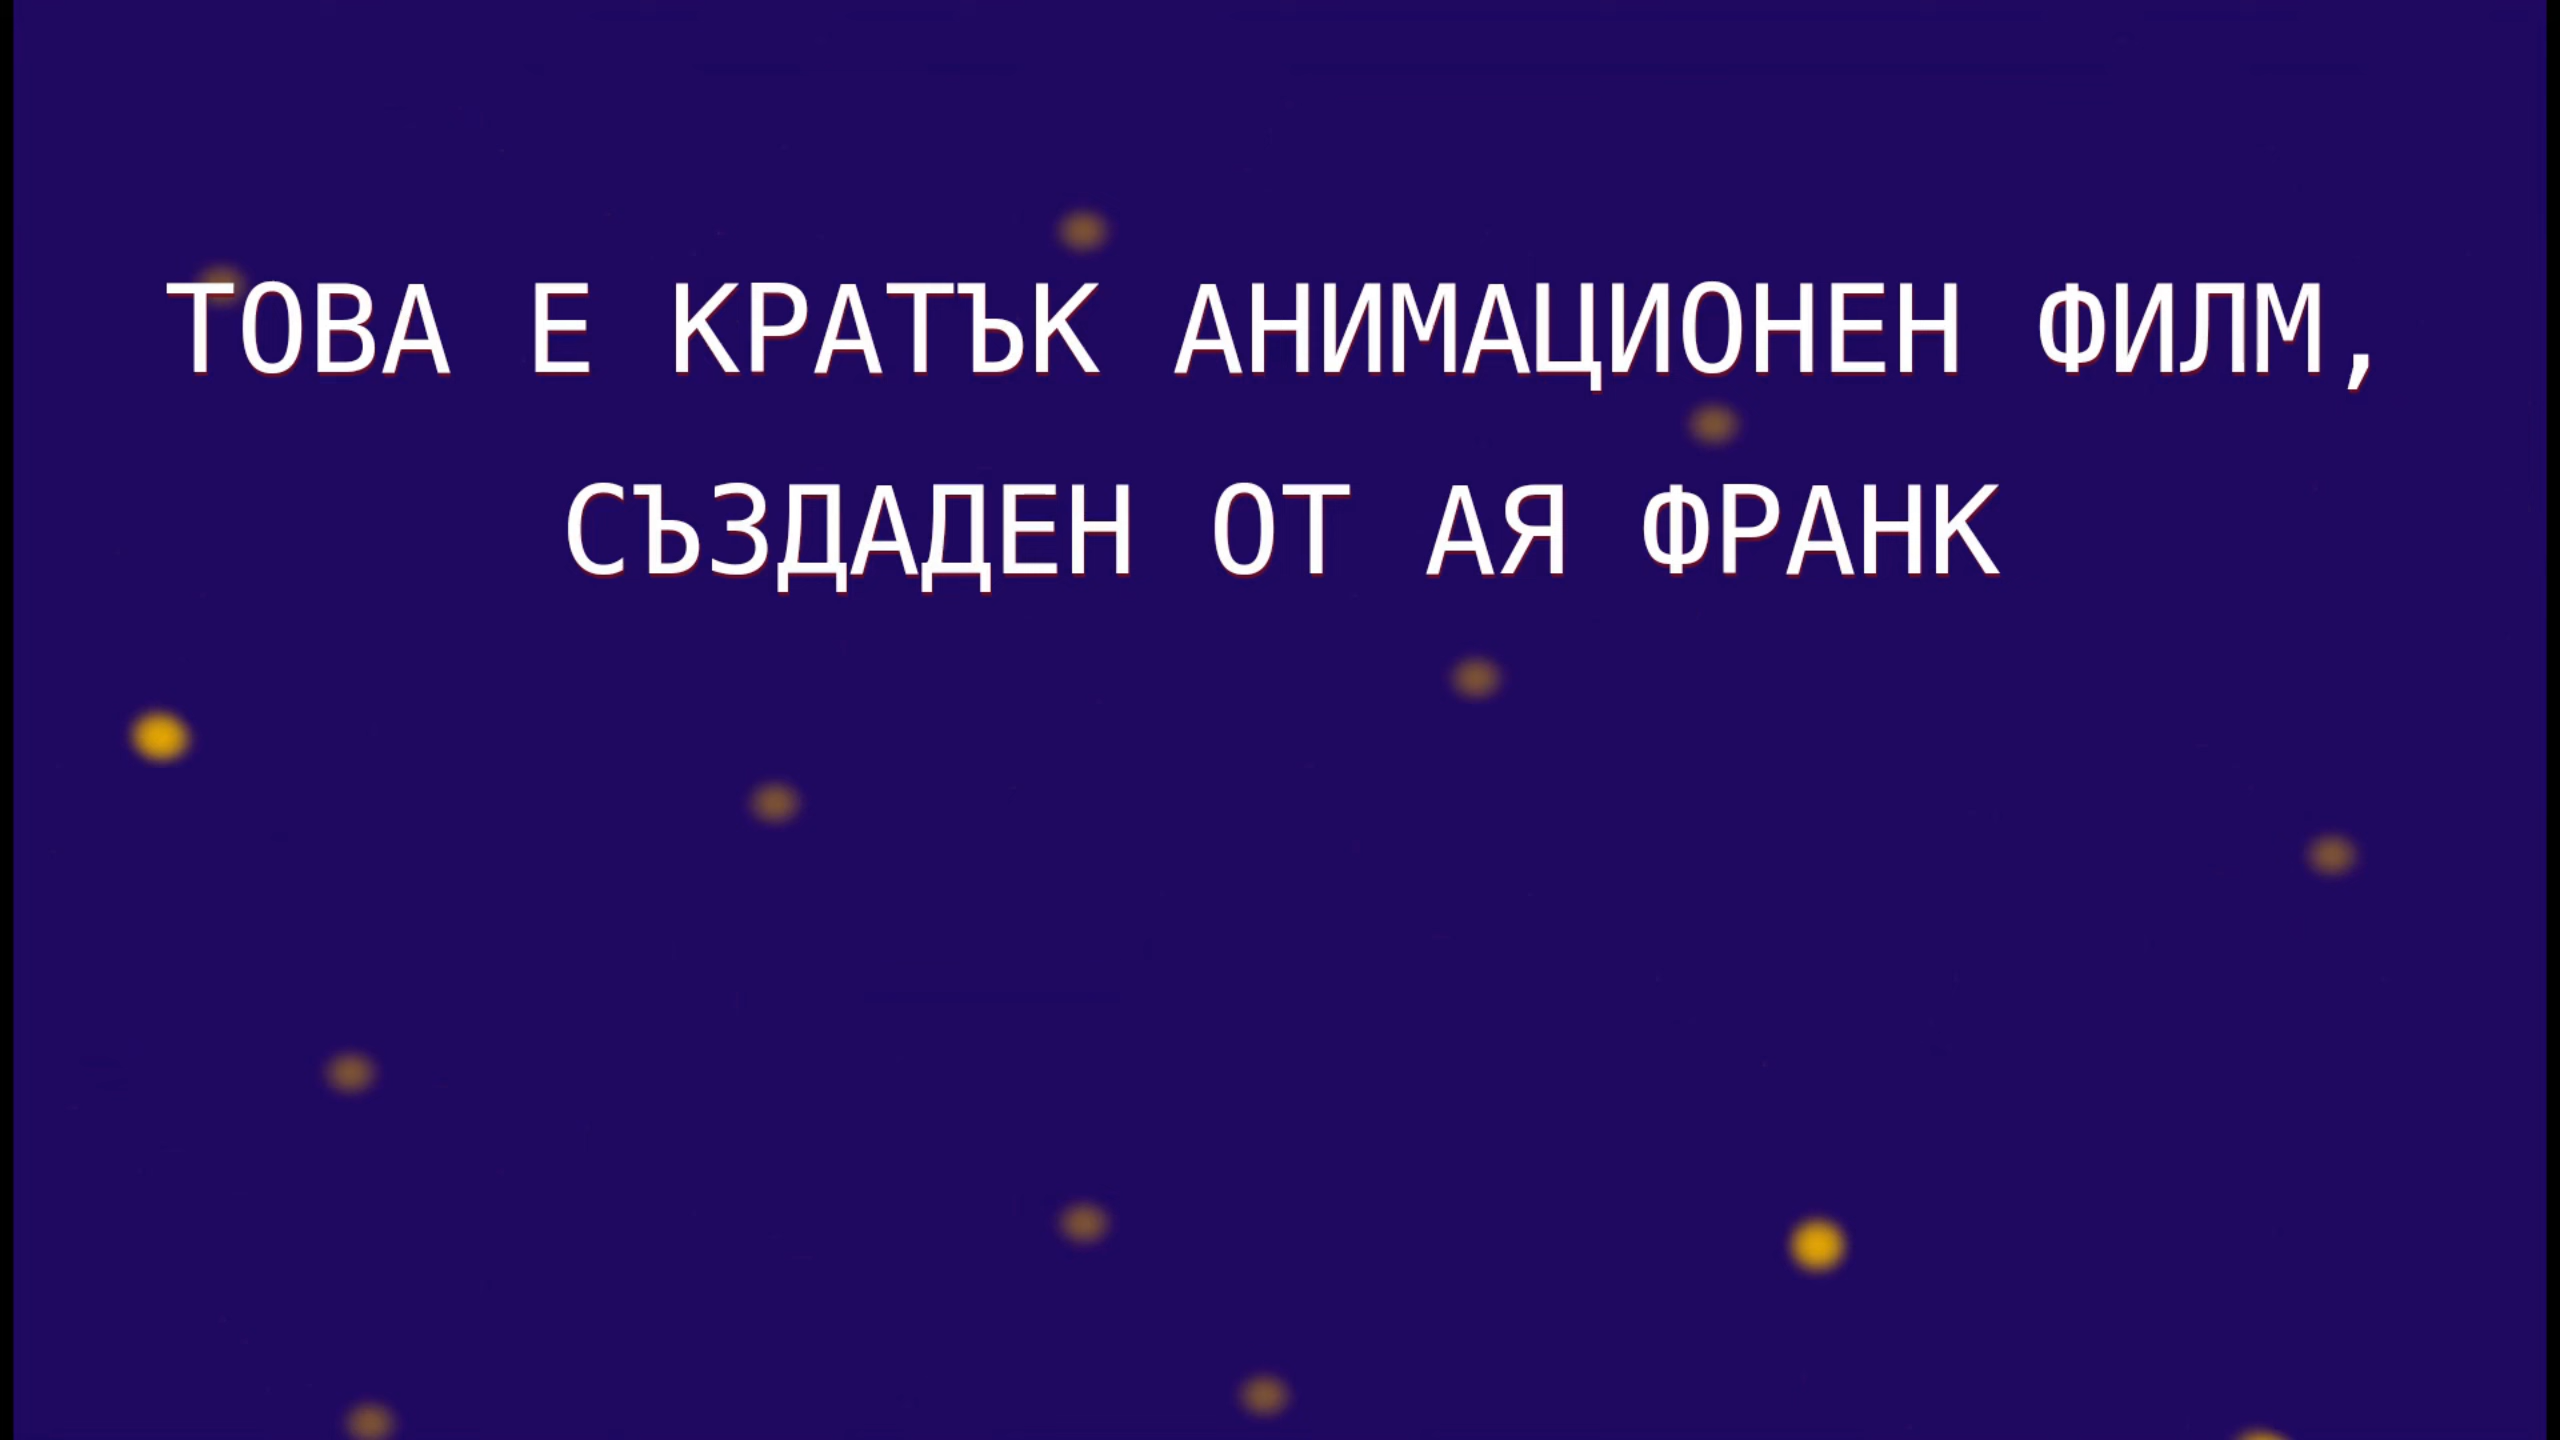 ТОВА Е КРАТЪК АНИМАЦИОНЕН ФИЛМ,
СЪЗДАДЕН ОТ АЯ ФРАНК